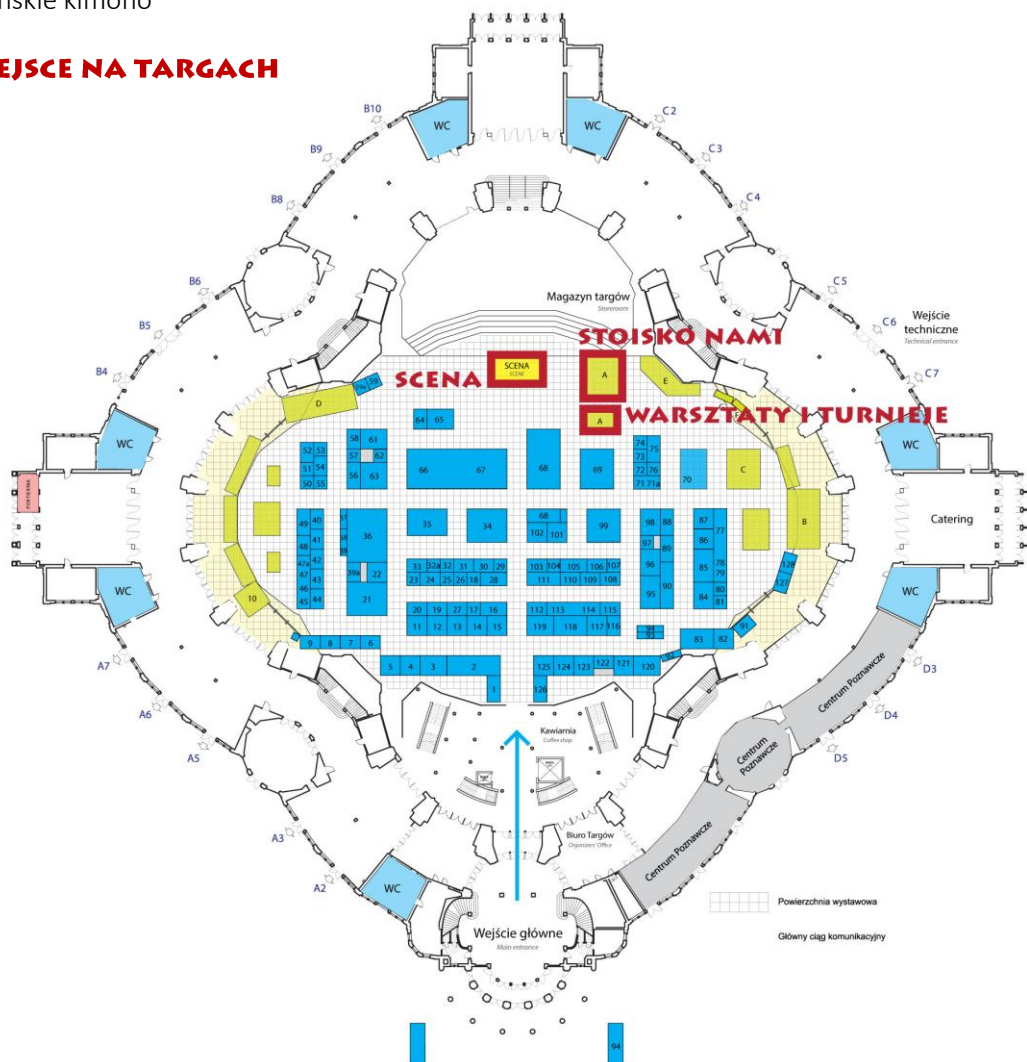 ńskie kimono
EJSCE NA TARGACH
B10
WC
WC
C2
B9
C3
B8
C4
B6
C5
Magazyn targów
Storeroom
B5
C6
Wejście
techniczne
Technical entrance
STOISKO NAMI
B4
SCENA
SCENA
SCENE
A
E
C7
59
D
WARSZTATY I TURNIEJE
A
WC
WC
64 65
58 61
52 53
57 62
51 54
56 63
50 55
66 67
68
69
74
75
73
72 76
71 71a
70
C
B
PORTIERNIA
Catering
49 40
48 41
47a 42
47 43
46
45 44
36
39a 22
21
35
34
68
102 101
99
98 88
97 89
96
95 90
87 77
86
85 78
79
84 80
81
128
127
33 32a 32 31 30 29
23 24 25 26 18 28
103 104 105 106 107
111 110 109 108
10
20 19 27 17 16
11 12 13 14 15
112 113 114 115
119 118 117 116
WC
WC
9 8 7 6
93
83 82
91
92
5 4 3 2
1
125 124 123 122 121 120
126
A7
D3
A6
D4
A5
D5
Kawiarnia
Coffee shop
Centrum Poznawcze
Centrum
Poznawcze
Centrum Poznawcze
A3
Biuro Targów
Organizers' Office
A2
WC
Powierzchnia wystawowa
Wejście główne
Main entrance
Główny ciąg komunikacyjny
94